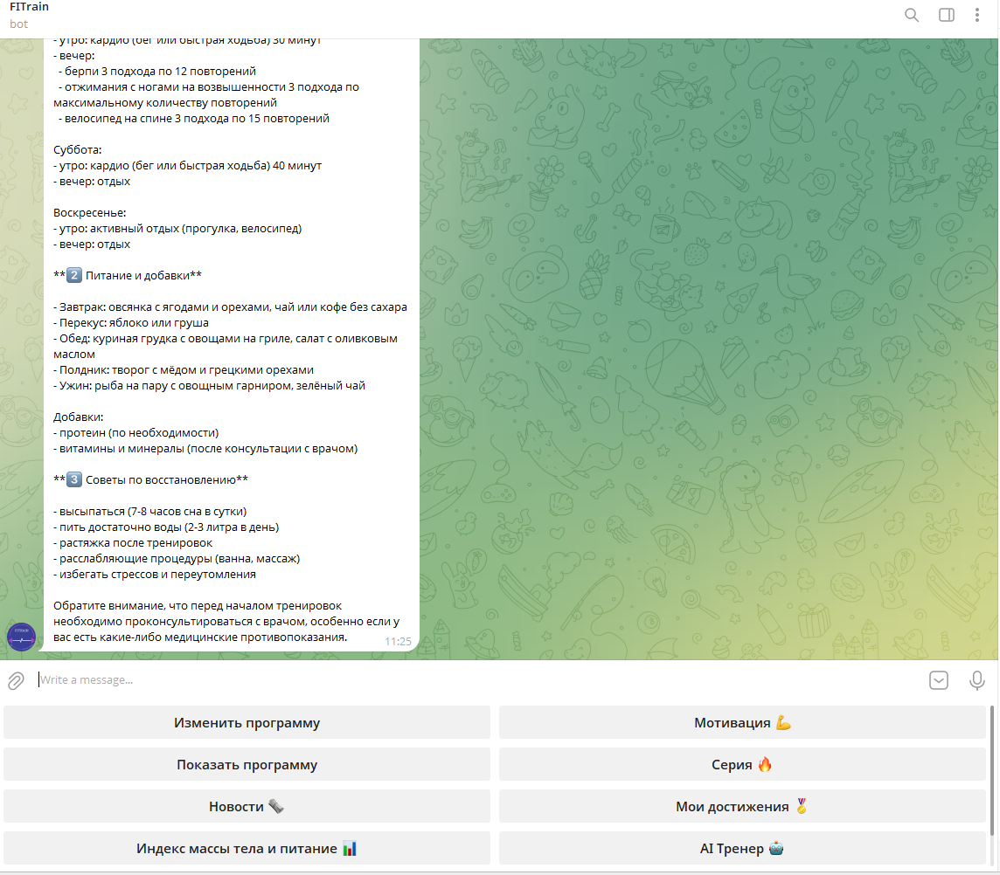 FITrain
bot
- утро: кардио (бег или быстрая ходьба) 30 минут
- вечер:
- берпи 3 подхода по 12 повторений
- отжимания с ногами на возвышенности 3 подхода по
максимальному количеству повторений
- велосипед на спине 3 подхода по 15 повторений
Суббота:
- утро: кардио (бег или быстрая ходьба) 40 минут
- вечер: отдых
Воскресенье:
- утро: активный отдых (прогулка, велосипед)
- вечер: отдых
**2️⃣ Питание и добавки**
- Завтрак: овсянка с ягодами и орехами, чай или кофе без сахара
- Перекус: яблоко или груша
- Обед: куриная грудка с овощами на гриле, салат с оливковым
маслом
- Полдник: творог с мёдом и грецкими орехами
- Ужин: рыба на пару с овощным гарниром, зелёный чай
Добавки:
- протеин (по необходимости)
- витамины и минералы (после консультации с врачом)
**3️⃣ Советы по восстановлению**
- высыпаться (7-8 часов сна в сутки)
- пить достаточно воды (2-3 литра в день)
- растяжка после тренировок
- расслабляющие процедуры (ванна, массаж)
- избегать стрессов и переутомления
Обратите внимание, что перед началом тренировок
необходимо проконсультироваться с врачом, особенно если у
вас есть какие-либо медицинские противопоказания.
11:25
FITRAIN
Write a message...
Изменить программу
Мотивация 💪
Показать программу
Серия 🔥
Новости 🗞
Мои достижения 🏅
Индекс массы тела и питание 📊
AI Тренер 🤖